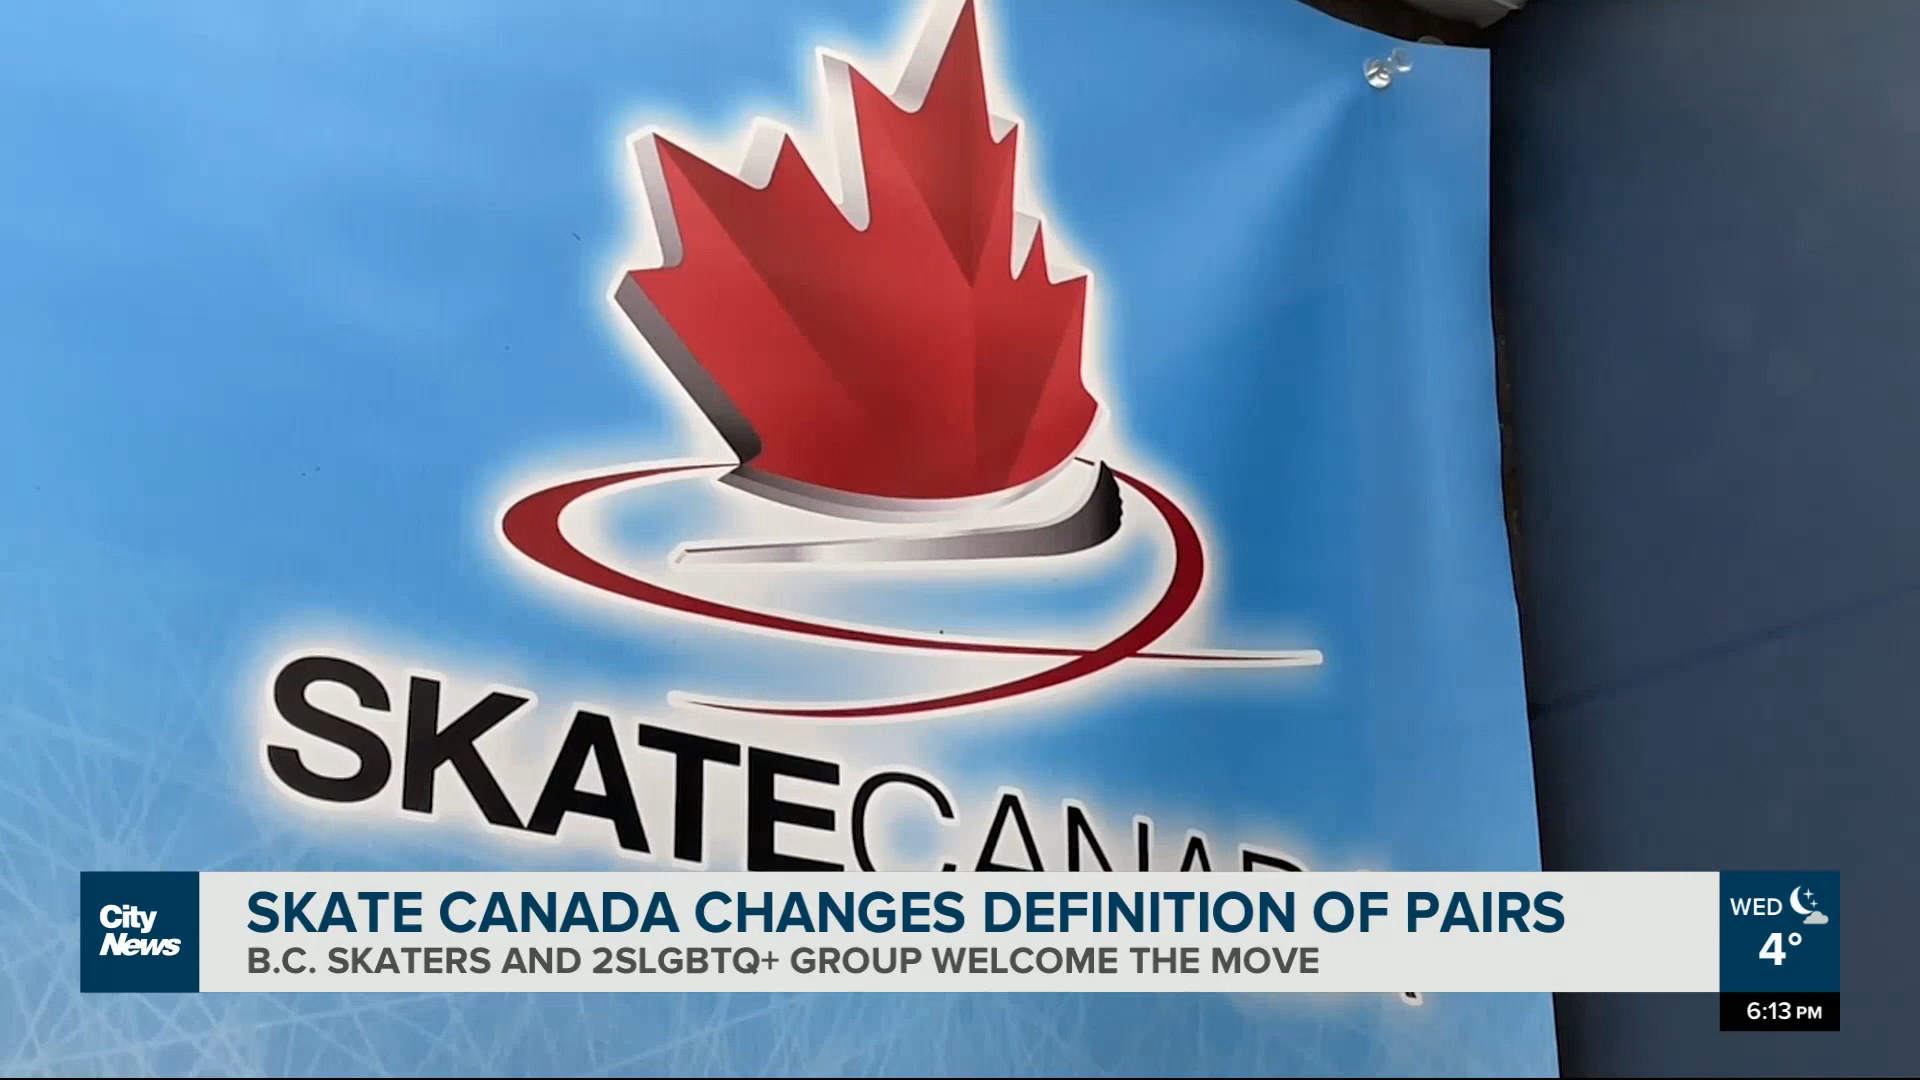 SKATECANADA
City
News
SKATE CANADA CHANGES DEFINITION OF PAIRS
B.C. SKATERS AND 2SLGBTQ+ GROUP WELCOME THE MOVE
WED
4°
6:13 PM